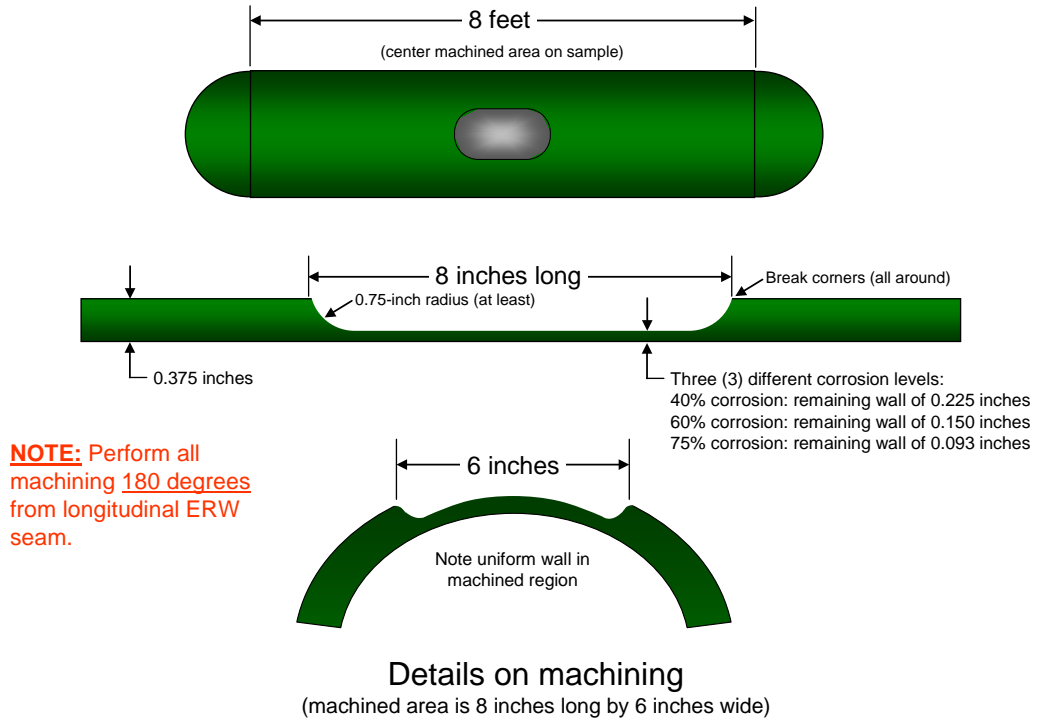 8 feet
(center machined area on sample)
8 inches long
0.75-inch radius (at least)
Break corners (all around)
0.375 inches
Three (3) different corrosion levels:
40% corrosion: remaining wall of 0.225 inches
60% corrosion: remaining wall of 0.150 inches
75% corrosion: remaining wall of 0.093 inches
NOTE: Perform all
machining 180 degrees
from longitudinal ERW
seam.
6 inches
Note uniform wall in
machined region
Details on machining
(machined area is 8 inches long by 6 inches wide)